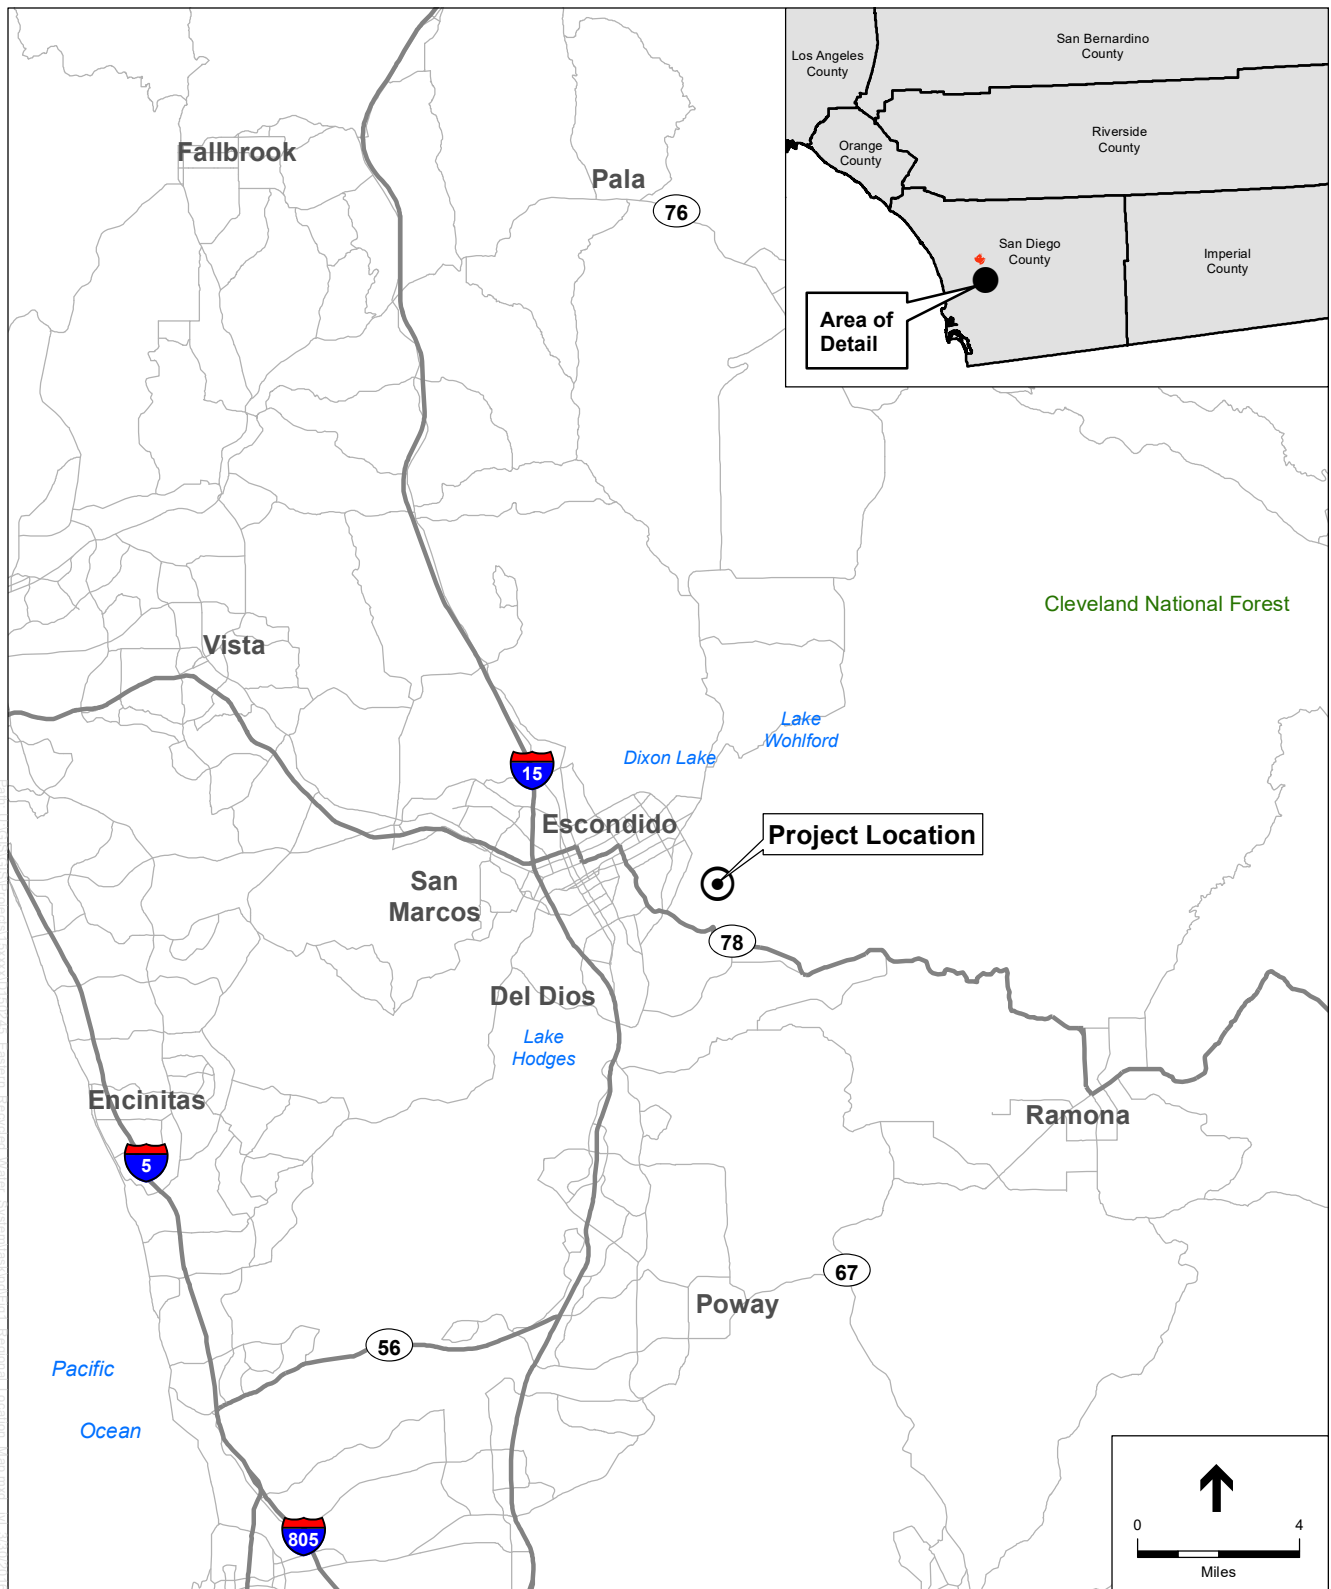 Los Angeles
County
San Bernardino
County
Orange
County
Riverside
County
San Diego
County
Imperial
County
Area of
Detail
Fallbrook
Pala
76
Cleveland National Forest
Vista
Lake
Wohlford
Dixon Lake
15
Escondido
Project Location
San
Marcos
78
Del Dios
Lake
Hodges
Encinitas
Ramona
5
67
Poway
56
Pacific
Ocean
805
0 4
Miles